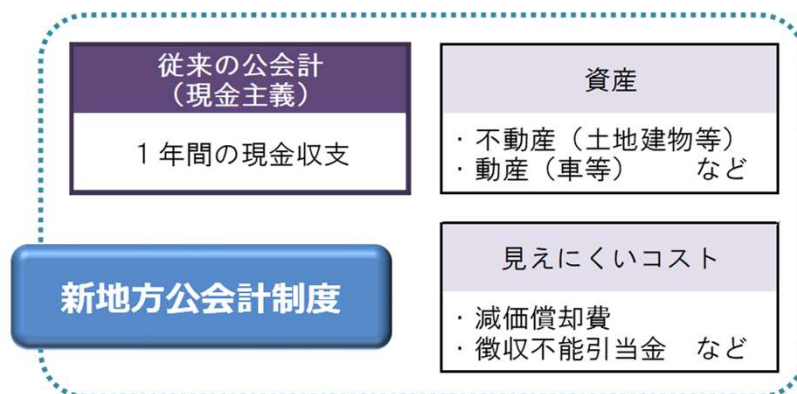 従来の公会計
（現金主義）
１年間の現金収支
資産
・不動産（土地建物等）
・動産（車等）　　など
新地方公会計制度
見えにくいコスト
・減価償却費
・徴収不能引当金　など